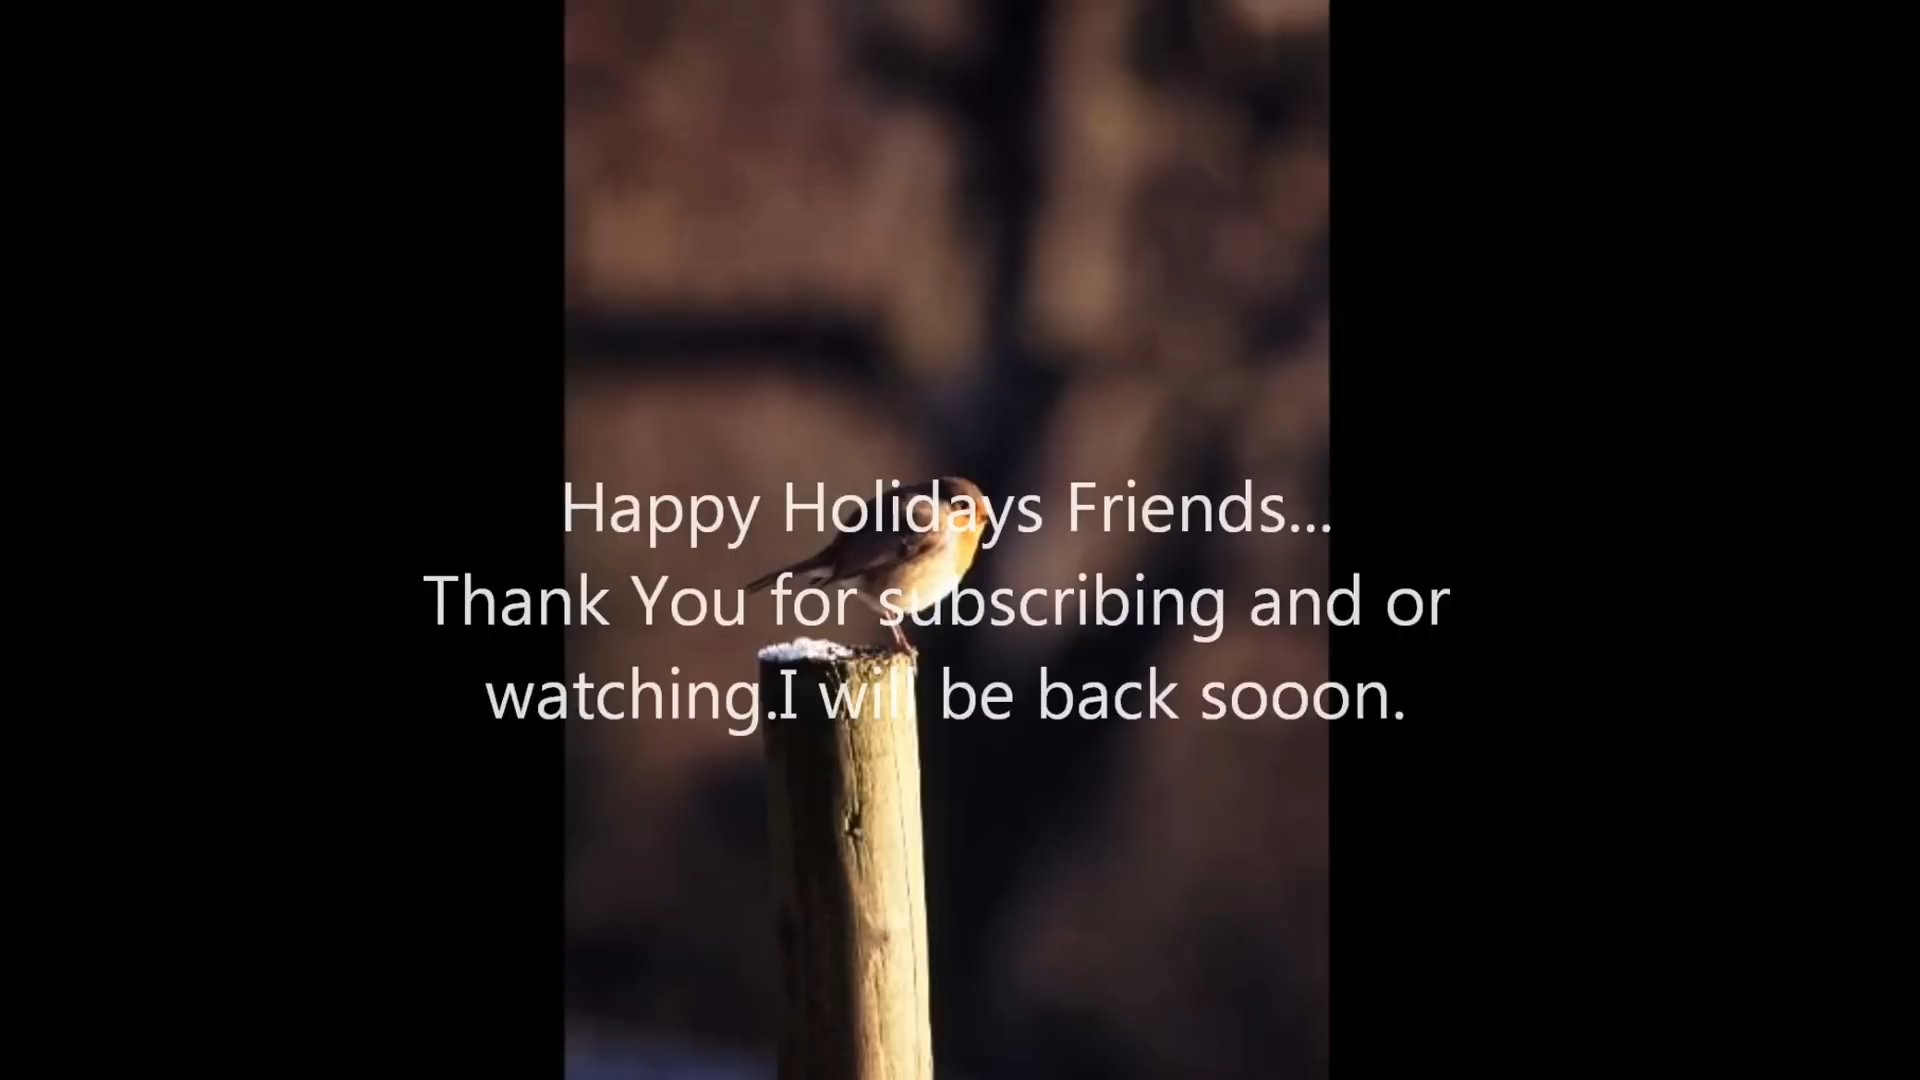 Happy Holidays Friends...
Thank You for subscribing and or
watching.I will be back sooon.